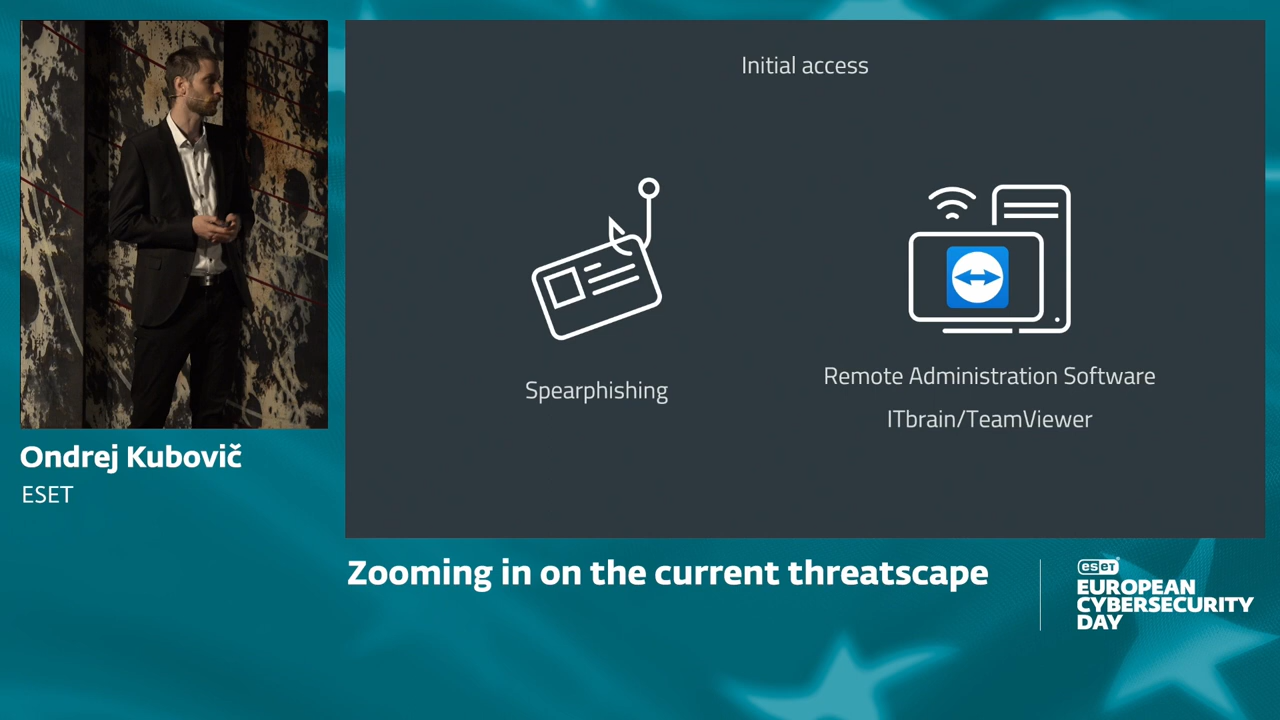 Initial access
Spearphishing
Remote Administration Software
ITbrain/TeamViewer
Ondrej Kubovič
ESET
Zooming in on the current threatscape
eset
EUROPEAN
CYBERSECURITY
DAY